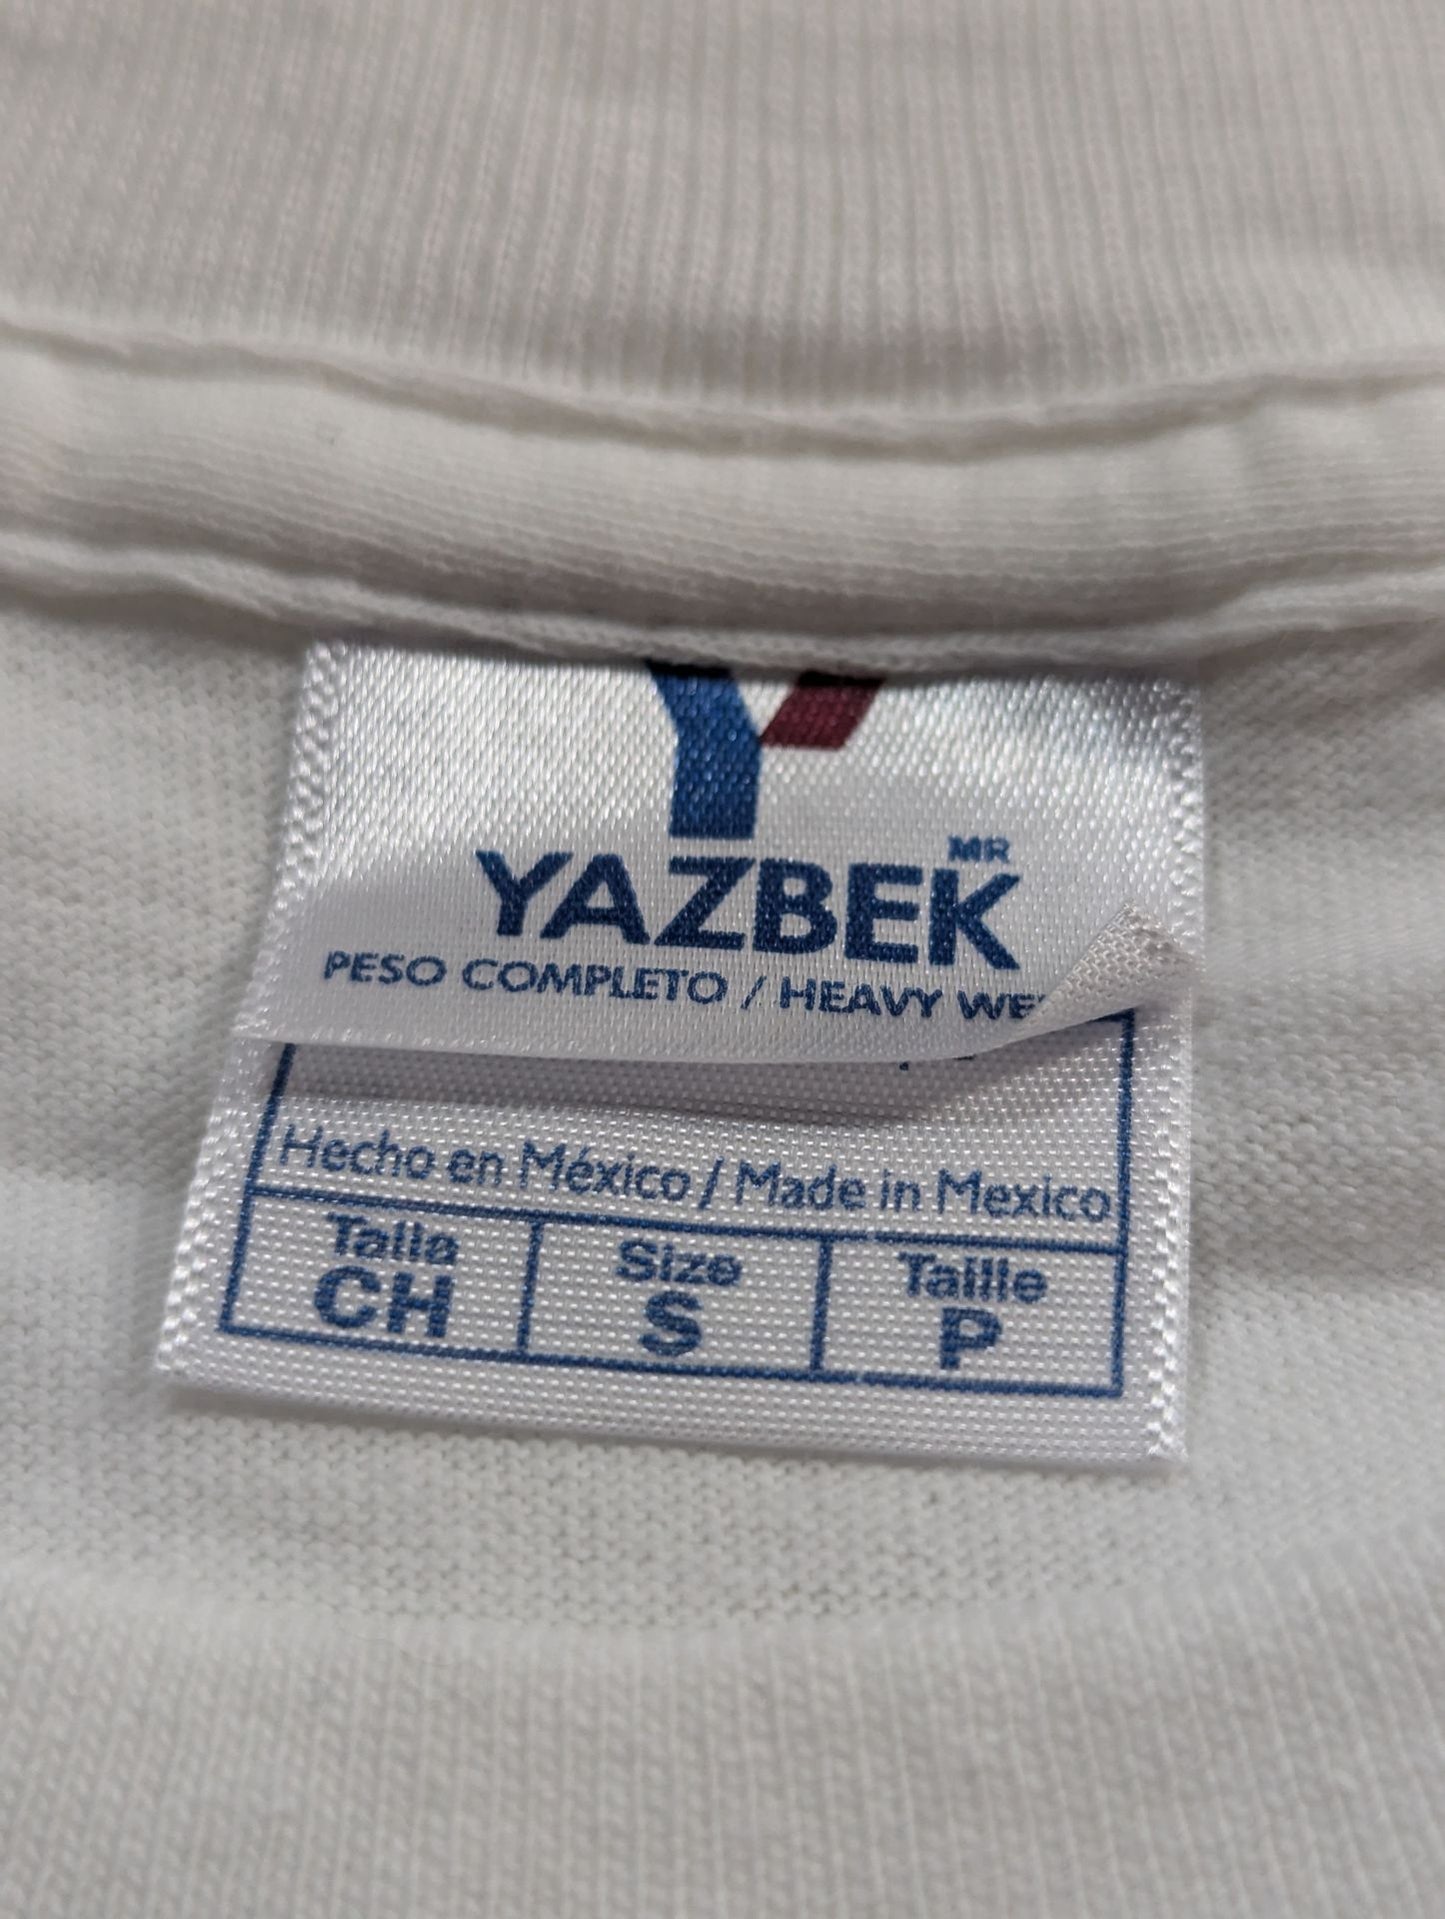 YAZBEK MR
PESO COMPLETO / HEAVY
Hecho en México / Made in Mexico
Talla Size Taille
CH S P